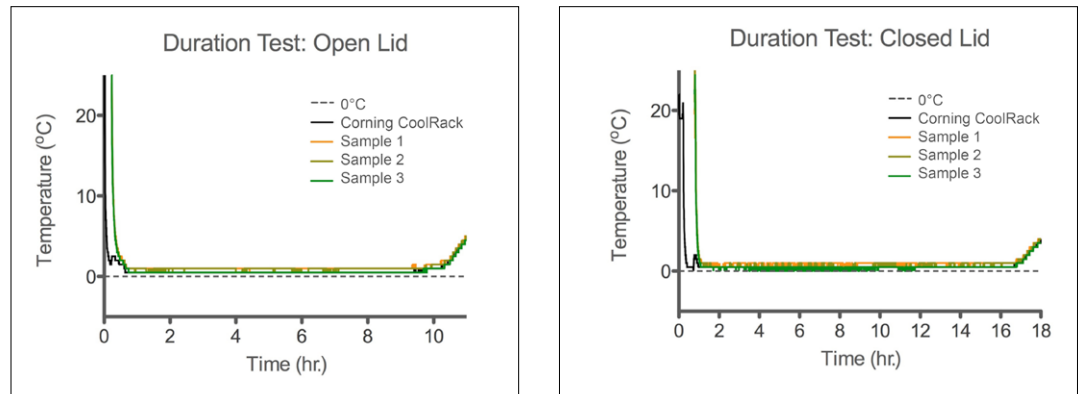 Duration Test: Open Lid
Temperature (ºC)
20
10
0
0°C
Corning CoolRack
Sample 1
Sample 2
Sample 3
0 2 4 6 8 10
Time (hr.)
Duration Test: Closed Lid
Temperature (ºC)
20
10
0
0°C
Corning CoolRack
Sample 1
Sample 2
Sample 3
0 2 4 6 8 10 12 14 16 18
Time (hr.)